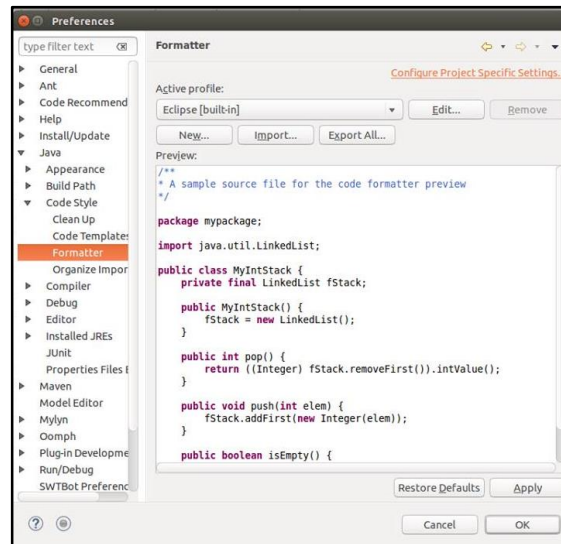 Preferences
type filter text
General
Ant
Code Recommend
Help
Install/Update
Java
Appearance
Build Path
Code Style
Clean Up
Code Templates
Formatter
Organize Impor
Compiler
Debug
Editor
Installed JREs
JUnit
Properties Files E
Maven
Model Editor
Mylyn
Oomph
Plug-in Developme
Run/Debug
SWTBot Preferenc
Formatter
Configure Project Specific Settings..
Active profile:
Eclipse [built-in]
Edit...
Remove
New...
Import...
Export All...
Preview:
/**
* A sample source file for the code formatter preview
*/
package mypackage;
import java.util.LinkedList;
public class MyIntStack {
private final LinkedList fStack;
public MyIntStack() {
fStack = new LinkedList();
}
public int pop() {
return ((Integer) fStack.removeFirst()).intValue();
}
public void push(int elem) {
fStack.addFirst(new Integer(elem));
}
public boolean isEmpty() {
Restore Defaults
Apply
?
Cancel
OK